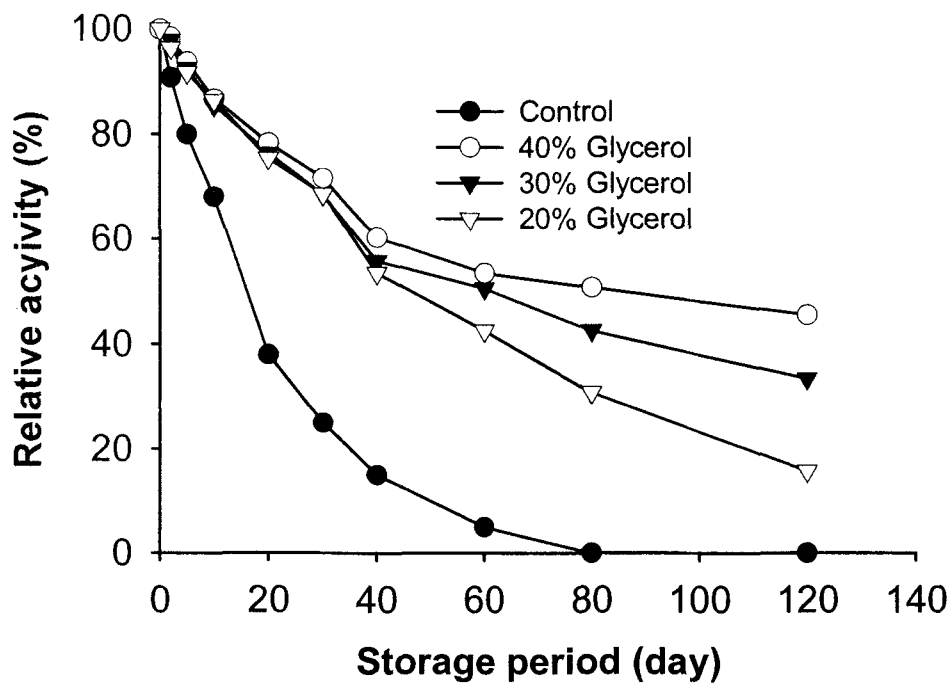 Relative acyivity (%)
100
80
60
40
20
0
Control
40% Glycerol
30% Glycerol
20% Glycerol
0 20 40 60 80 100 120 140
Storage period (day)